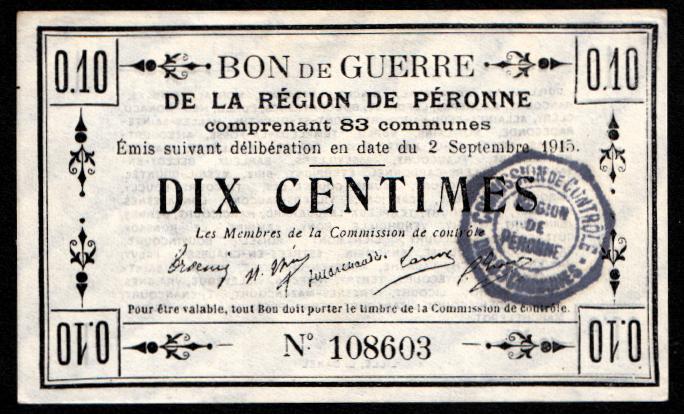 0.10 BON DE GUERRE 0.10
DE LA RÉGION DE PÉRONNE
comprenant 83 communes
Émis suivant délibération en date du 2 Septembre 1915.
DIX CENTIMES
Les Membres de la Commission de contrôle
COMMISSION DE CONTRÔLE
RÉGION
DE
PÉRONNE
Pour être valable, tout Bon doit porter le timbre de la Commission de contrôle.
0.10 Nº 108603 0.10